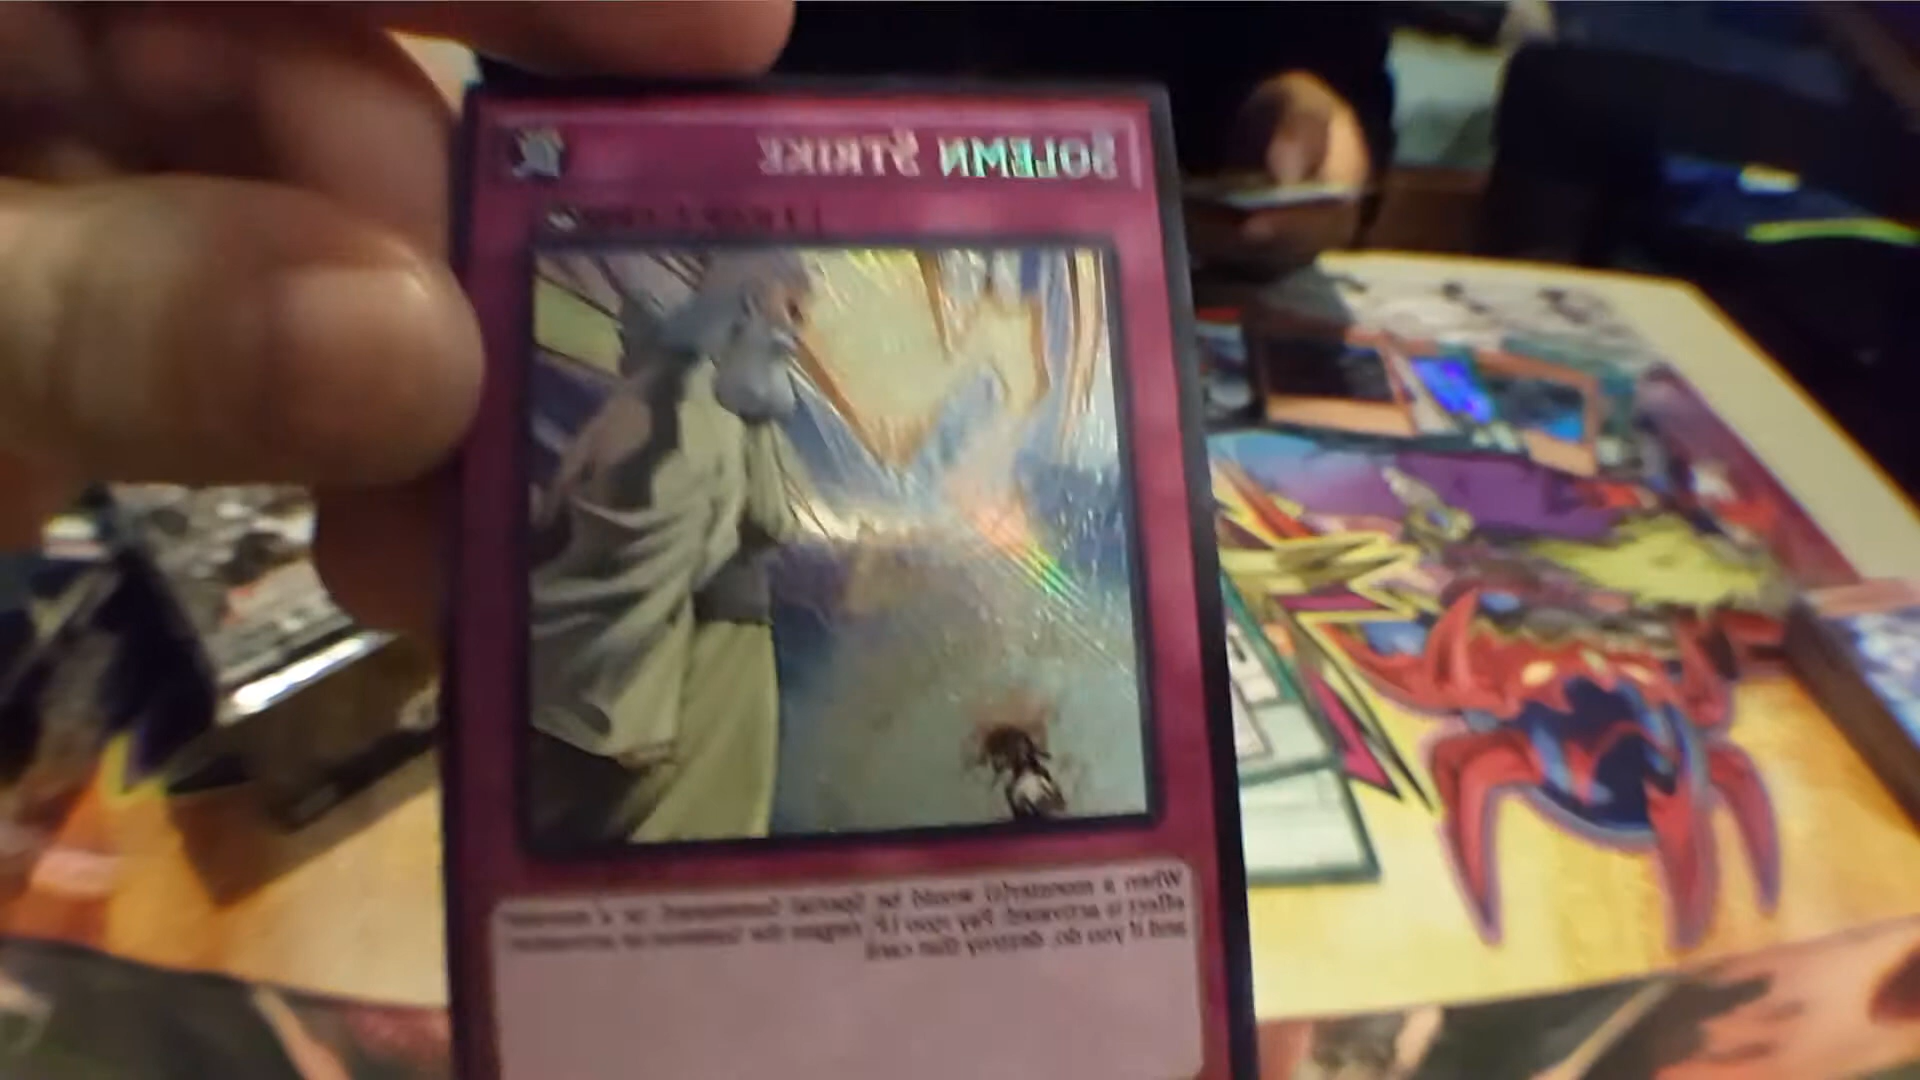 SOLEMN STRIKE
When a monster(s) would be Special Summoned, or a monster
effect is activated: Pay 1500 LP; negate the Summon or activation,
and if you do, destroy that card.